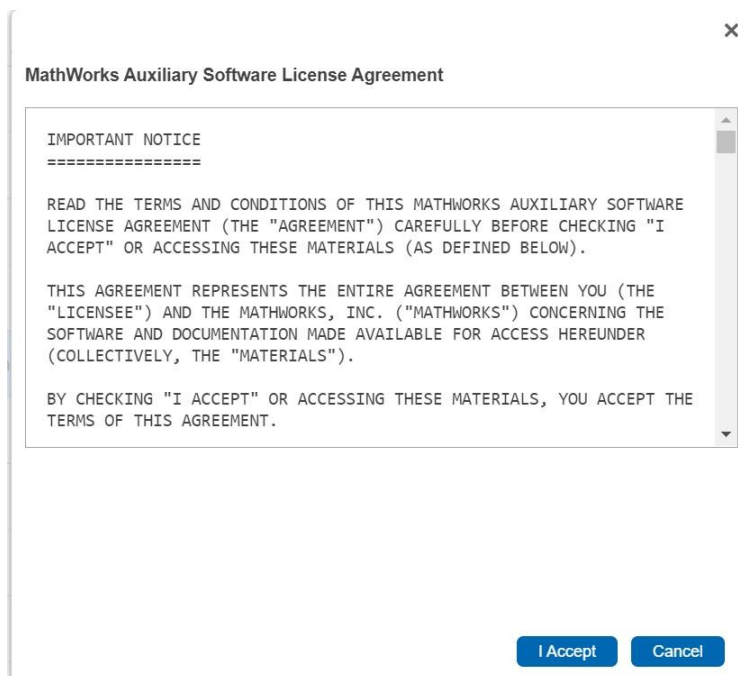 MathWorks Auxiliary Software License Agreement
IMPORTANT NOTICE
================
READ THE TERMS AND CONDITIONS OF THIS MATHWORKS AUXILIARY SOFTWARE
LICENSE AGREEMENT (THE "AGREEMENT") CAREFULLY BEFORE CHECKING "I
ACCEPT" OR ACCESSING THESE MATERIALS (AS DEFINED BELOW).
THIS AGREEMENT REPRESENTS THE ENTIRE AGREEMENT BETWEEN YOU (THE
"LICENSEE") AND THE MATHWORKS, INC. ("MATHWORKS") CONCERNING THE
SOFTWARE AND DOCUMENTATION MADE AVAILABLE FOR ACCESS HEREUNDER
(COLLECTIVELY, THE "MATERIALS").
BY CHECKING "I ACCEPT" OR ACCESSING THESE MATERIALS, YOU ACCEPT THE
TERMS OF THIS AGREEMENT.
I Accept Cancel